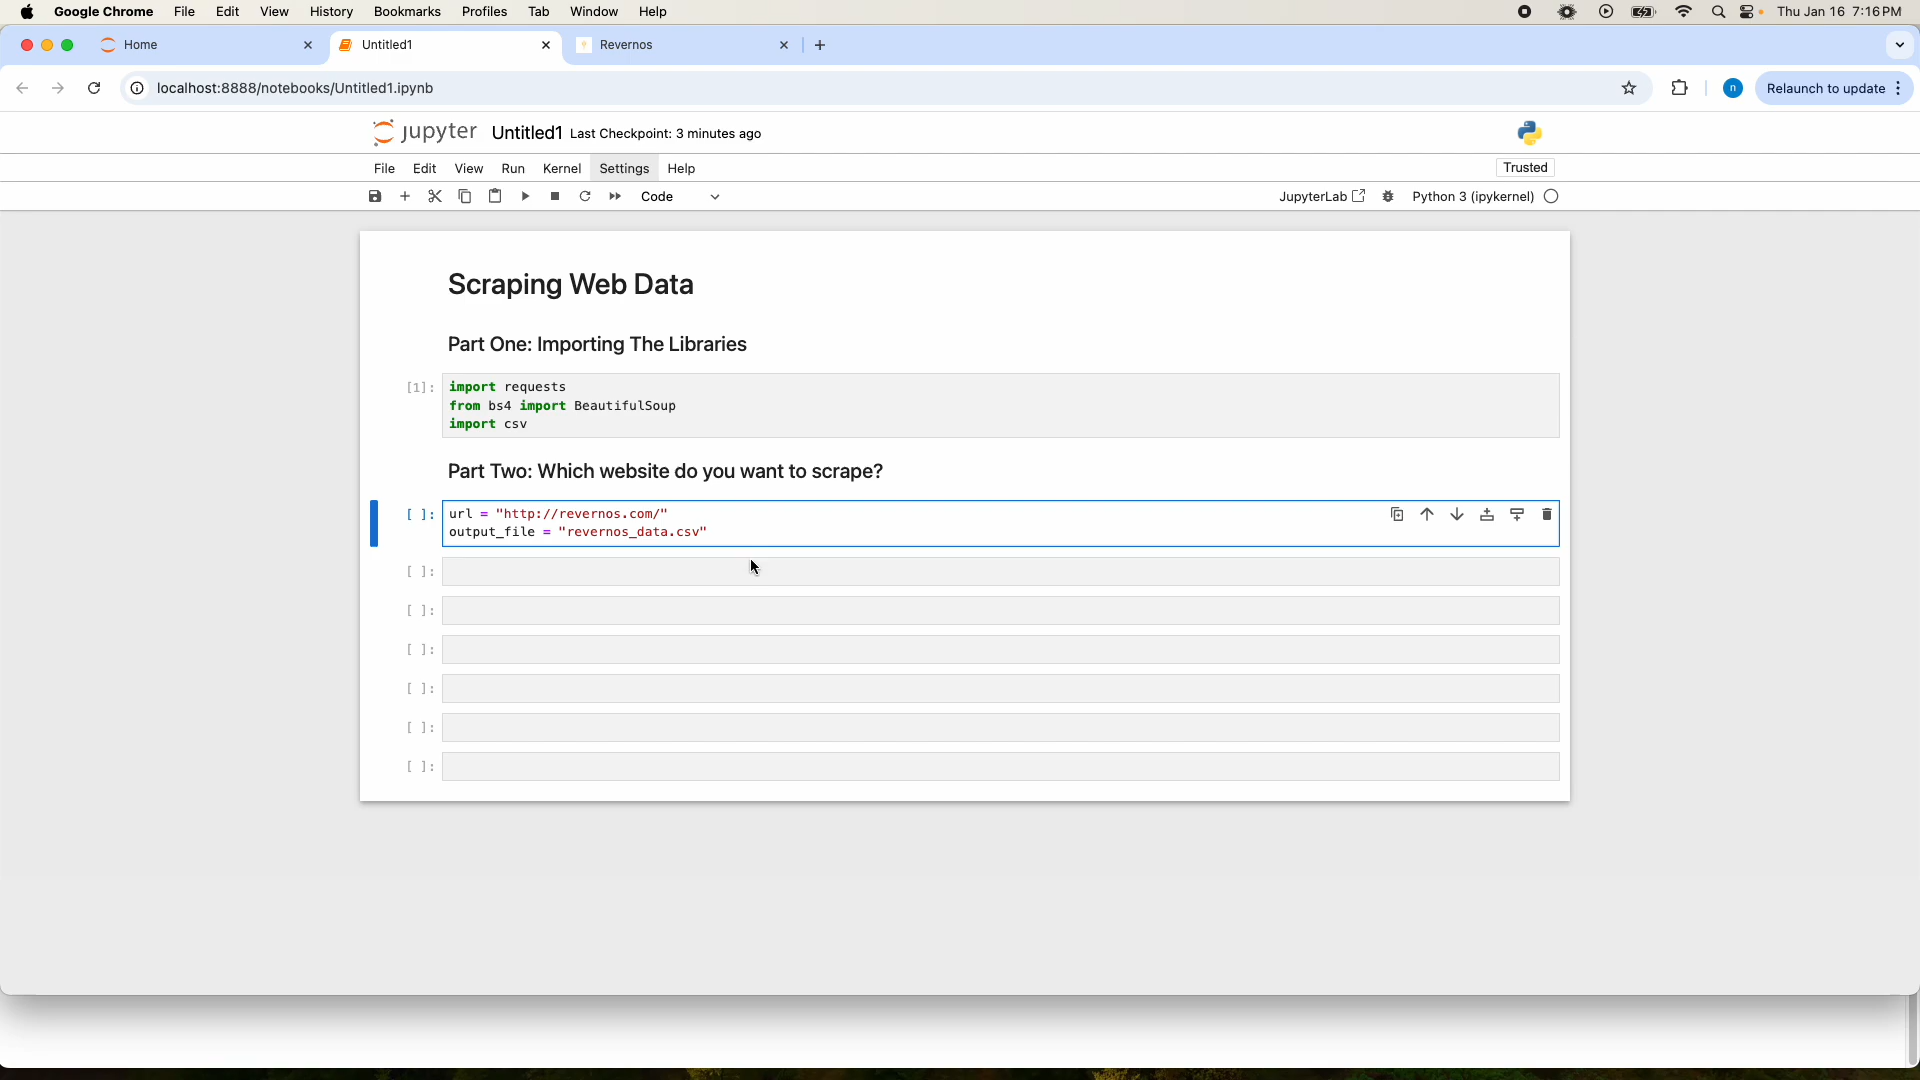 Google Chrome File Edit View History Bookmarks Profiles Tab Window Help Thu Jan 16 7:16 PM
Home Untitled1 Revernos
localhost:8888/notebooks/Untitled1.ipynb n Relaunch to update
jupyter Untitled1 Last Checkpoint: 3 minutes ago
File Edit View Run Kernel Settings Help Trusted
Code JupyterLab Python 3 (ipykernel)
Scraping Web Data
Part One: Importing The Libraries
[1]: import requests
from bs4 import BeautifulSoup
import csv
Part Two: Which website do you want to scrape?
[ ]: url = "http://revernos.com/"
output_file = "revernos_data.csv"
[ ]:
[ ]:
[ ]:
[ ]:
[ ]:
[ ]: